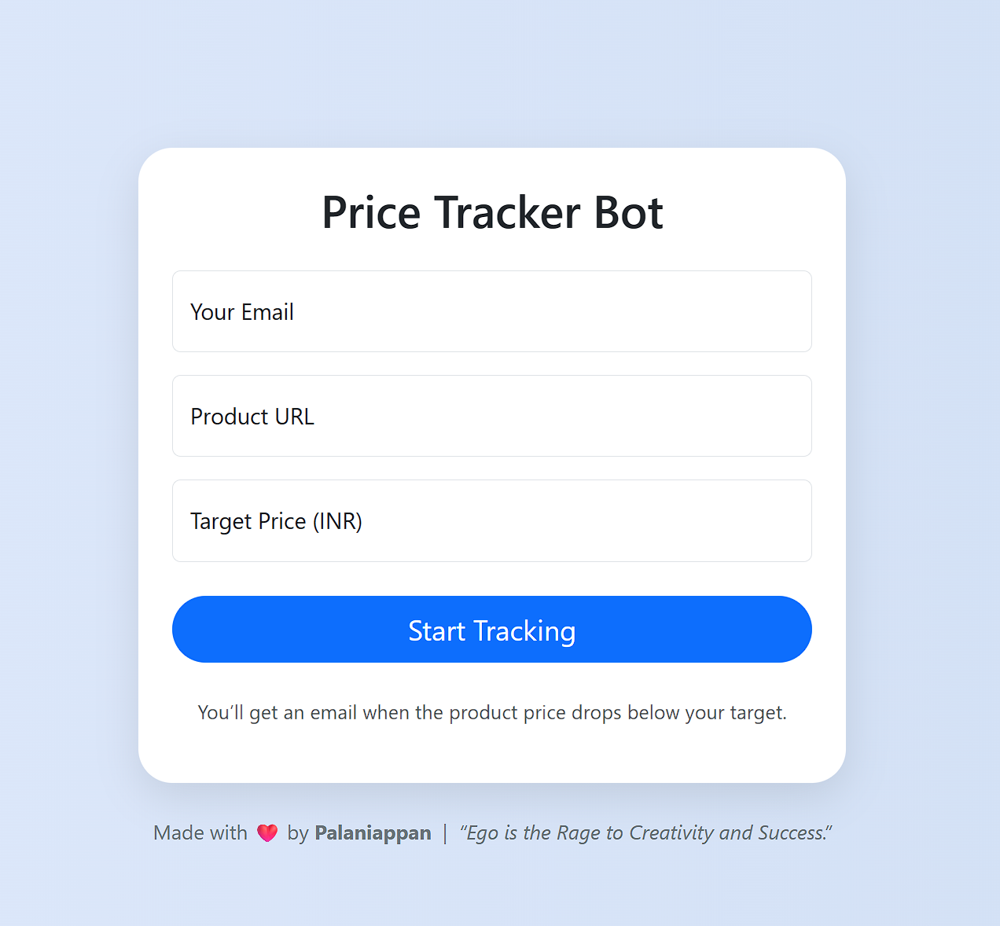 Price Tracker Bot
Your Email
Product URL
Target Price (INR)
Start Tracking
You’ll get an email when the product price drops below your target.
Made with ❤️ by Palaniappan | “Ego is the Rage to Creativity and Success.”